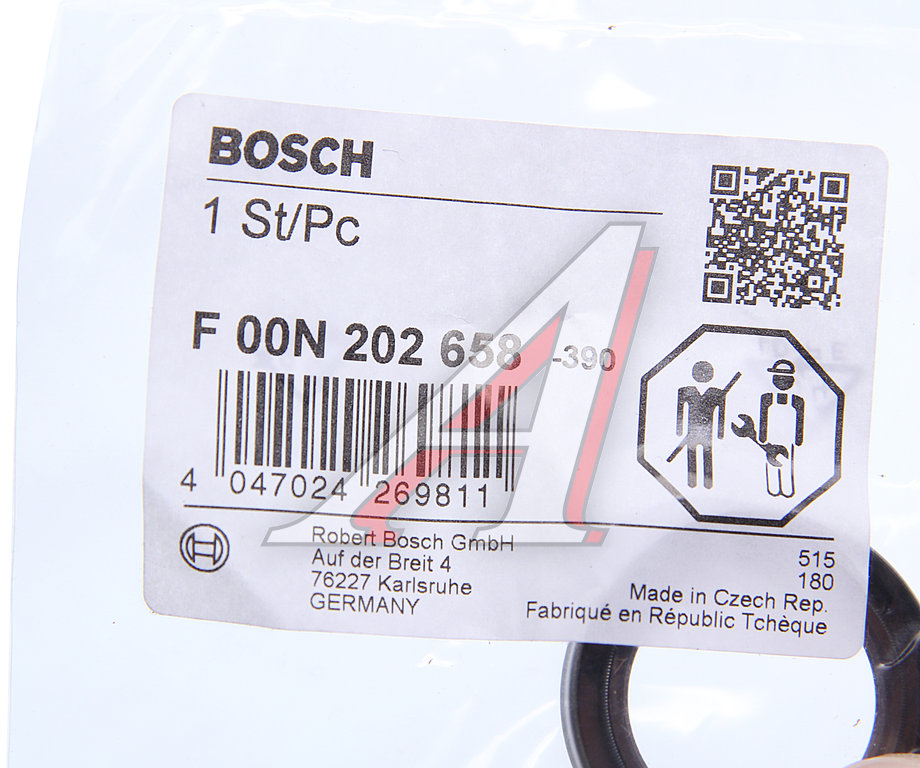 BOSCH
1 St/Pc
F 00N 202 658 -390
4 047024 269811
Robert Bosch GmbH
Auf der Breit 4
76227 Karlsruhe
GERMANY
515
180
Made in Czech Rep.
Fabriqué en République Tchèque